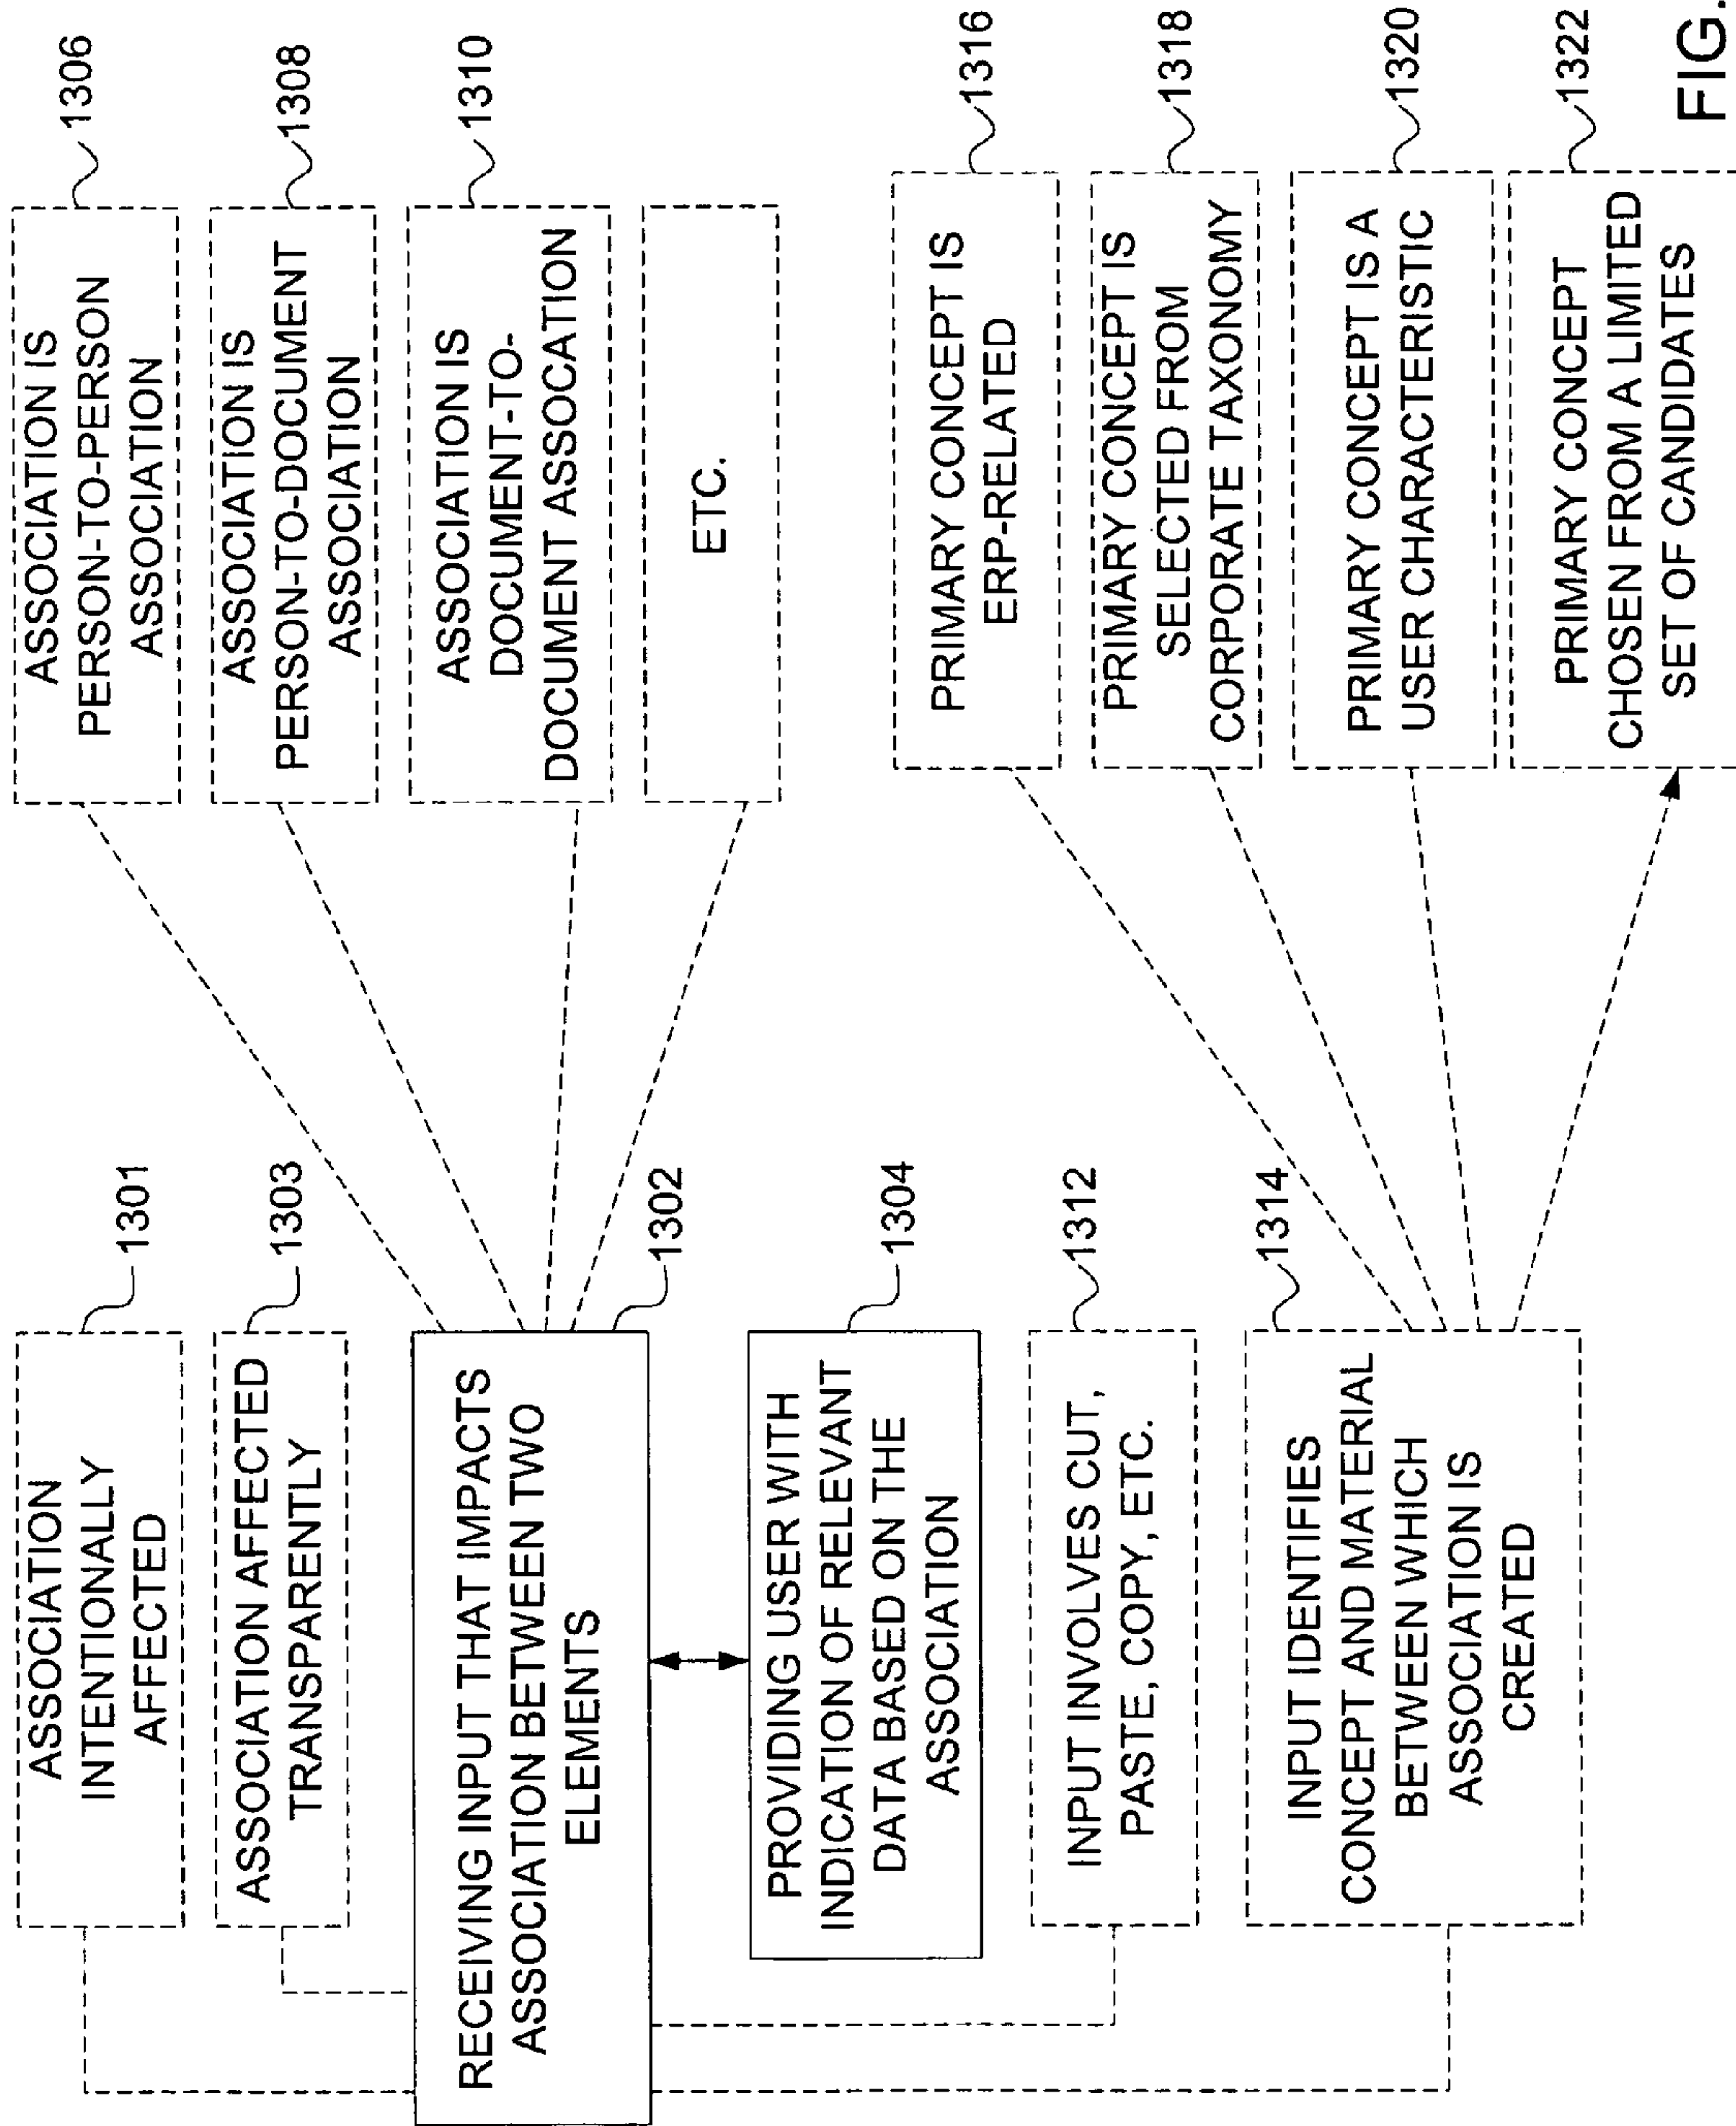 ASSOCIATION
INTENTIONALLY
AFFECTED
1301
ASSOCIATION AFFECTED
TRANSPARENTLY
1303
RECEIVING INPUT THAT IMPACTS
ASSOCIATION BETWEEN TWO
ELEMENTS
1302
PROVIDING USER WITH
INDICATION OF RELEVANT
DATA BASED ON THE
ASSOCIATION
1304
INPUT INVOLVES CUT,
PASTE, COPY, ETC.
1312
INPUT IDENTIFIES
CONCEPT AND MATERIAL
BETWEEN WHICH
ASSOCIATION IS
CREATED
1314
ASSOCIATION IS
PERSON-TO-PERSON
ASSOCIATION
1306
ASSOCIATION IS
PERSON-TO-DOCUMENT
ASSOCIATION
1308
ASSOCIATION IS
DOCUMENT-TO-
DOCUMENT ASSOCATION
1310
ETC.
PRIMARY CONCEPT IS
ERP-RELATED
1316
PRIMARY CONCEPT IS
SELECTED FROM
CORPORATE TAXONOMY
1318
PRIMARY CONCEPT IS A
USER CHARACTERISTIC
1320
PRIMARY CONCEPT
CHOSEN FROM A LIMITED
SET OF CANDIDATES
1322
FIG.